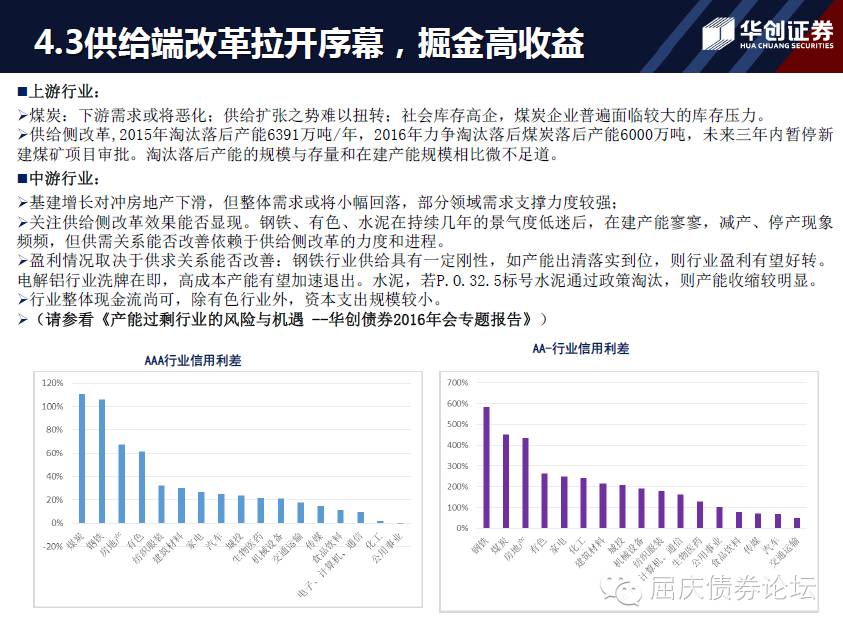 4.3供给端改革拉开序幕，掘金高收益
华创证券
HUA CHUANG SECURITIES
■上游行业：
➢煤炭：下游需求或将恶化；供给扩张之势难以扭转；社会库存高企，煤炭企业普遍面临较大的库存压力。
➢供给侧改革,2015年淘汰落后产能6391万吨/年，2016年力争淘汰落后煤炭落后产能6000万吨，未来三年内暂停新
建煤矿项目审批。淘汰落后产能的规模与存量和在建产能规模相比微不足道。
■中游行业：
➢基建增长对冲房地产下滑，但整体需求或将小幅回落，部分领域需求支撑力度较强；
➢关注供给侧改革效果能否显现。钢铁、有色、水泥在持续几年的景气度低迷后，在建产能寥寥，减产、停产现象
频频，但供需关系能否改善依赖于供给侧改革的力度和进程。
➢盈利情况取决于供求关系能否改善：钢铁行业供给具有一定刚性，如产能出清落实到位，则行业盈利有望好转。
电解铝行业洗牌在即，高成本产能有望加速退出。水泥，若P.O.32.5标号水泥通过政策淘汰，则产能收缩较明显。
➢行业整体现金流尚可，除有色行业外，资本支出规模较小。
➢（请参看《产能过剩行业的风险与机遇 --华创债券2016年会专题报告》）
AAA行业信用利差
120%
100%
80%
60%
40%
20%
0%
-20%
煤炭
钢铁
房地产
有色
纺织服装
建筑材料
家电
汽车
城投
生物医药
机械设备
交通运输
传媒
食品饮料
电子、计算机、通信
化工
公用事业
AA-行业信用利差
700%
600%
500%
400%
300%
200%
100%
0%
钢铁
煤炭
房地产
有色
家电
化工
建筑材料
城投
机械设备
纺织服装
计算机、通信
生物医药
公用事业
食品饮料
传媒
汽车
交通运输
屈庆债券论坛